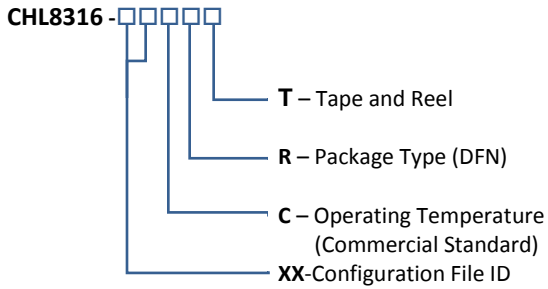 CHL8316 -
T – Tape and Reel
R – Package Type (DFN)
C – Operating Temperature
(Commercial Standard)
XX-Configuration File ID